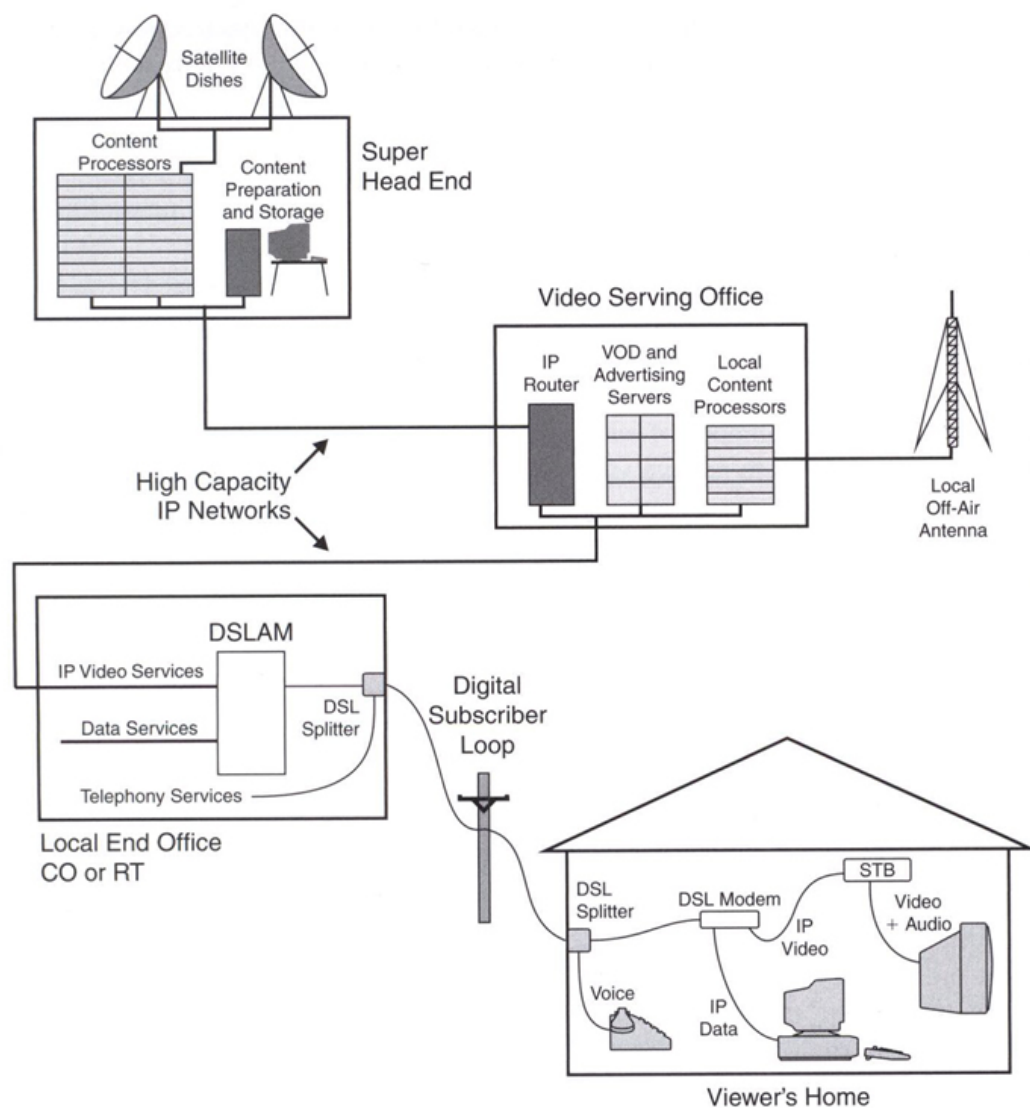 Satellite
Dishes
Content
Processors
Content
Preparation
and Storage
Super
Head End
Video Serving Office
IP
Router
VOD and
Advertising
Servers
Local
Content
Processors
Local
Off-Air
Antenna
High Capacity
IP Networks
DSLAM
IP Video Services
Data Services
Telephony Services
DSL
Splitter
Local End Office
CO or RT
Digital
Subscriber
Loop
DSL
Splitter
DSL Modem
STB
IP
Video
Video
+ Audio
Voice
IP
Data
Viewer's Home